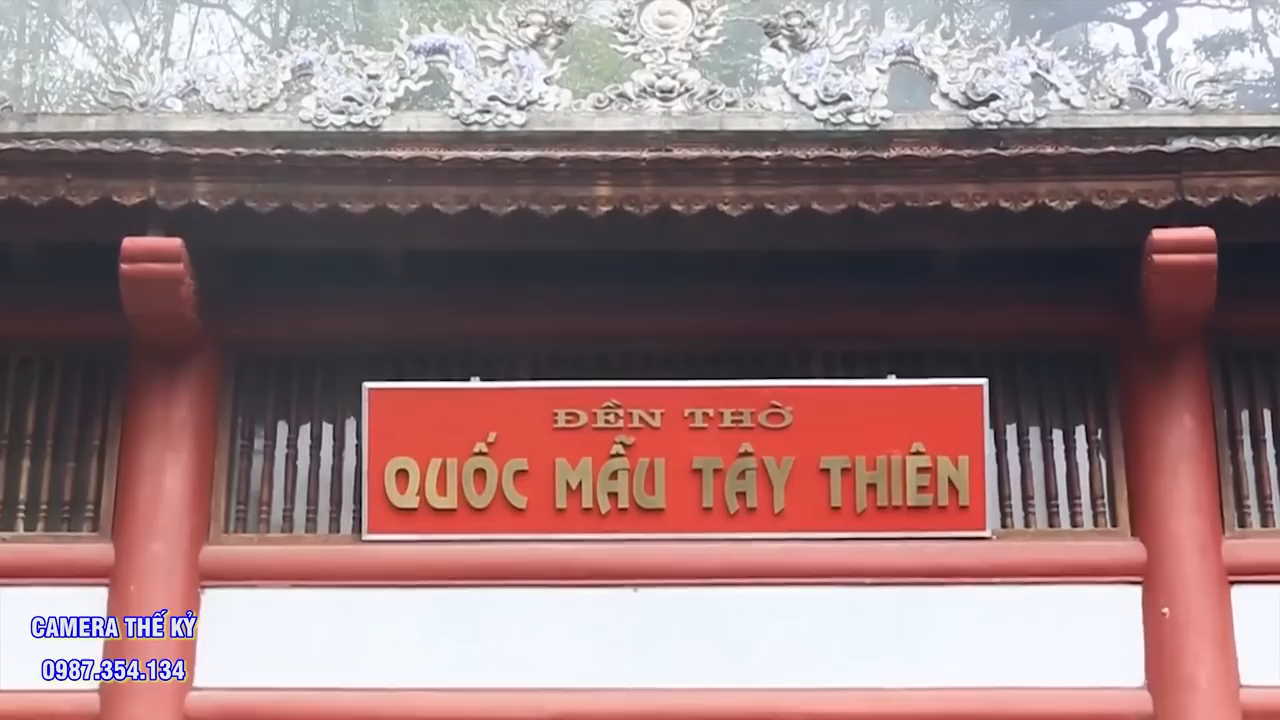 ĐỀN THỜ
QUỐC MẪU TÂY THIÊN
CAMERA THẾ KỶ
0987.354.134